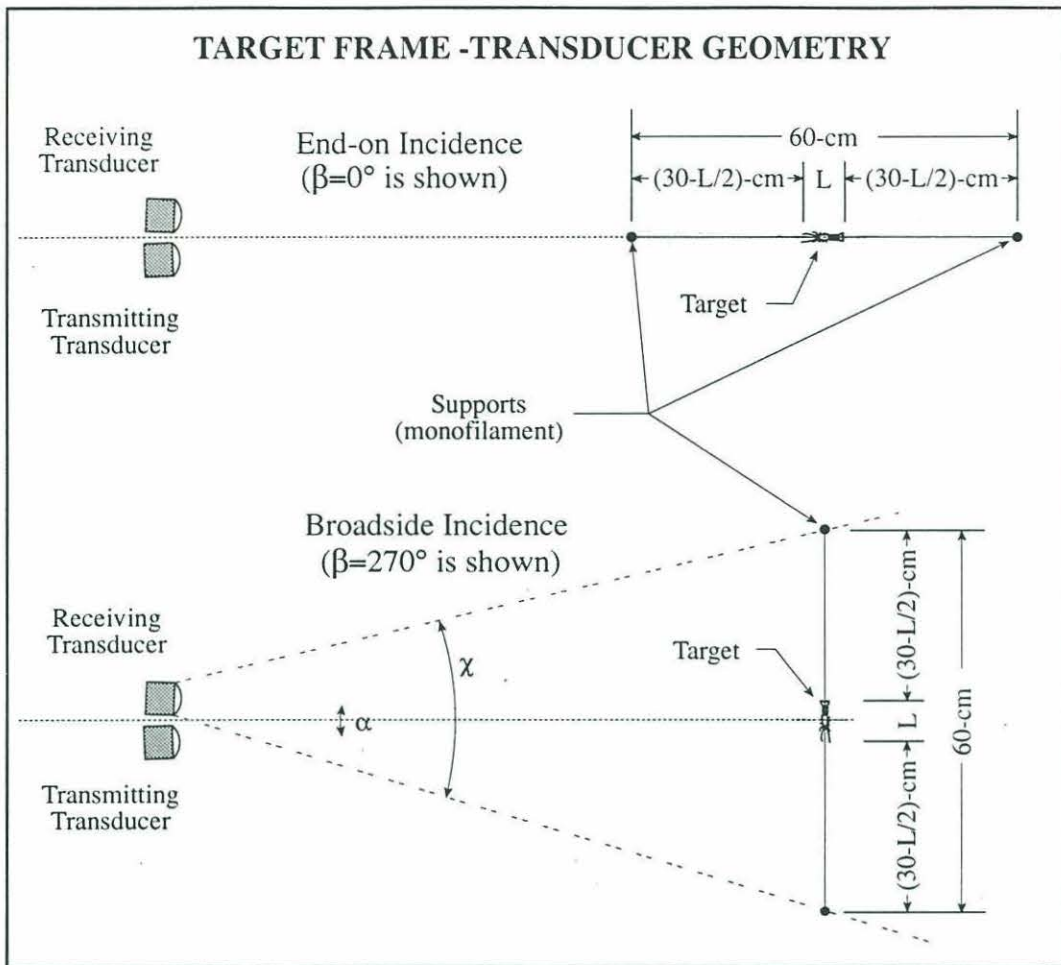 TARGET FRAME -TRANSDUCER GEOMETRY
Receiving
Transducer
End-on Incidence
(β=0° is shown)
60-cm
(30-L/2)-cm
L
(30-L/2)-cm
Target
Transmitting
Transducer
Supports
(monofilament)
Broadside Incidence
(β=270° is shown)
Receiving
Transducer
χ
α
Target
(30-L/2)-cm
L
60-cm
(30-L/2)-cm
Transmitting
Transducer